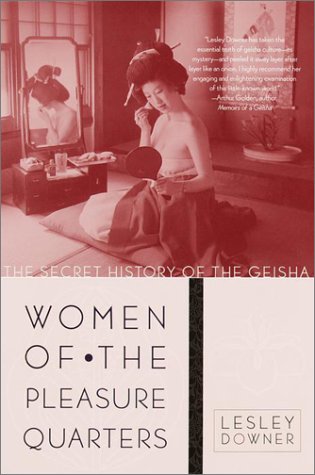 "Lesley Downer has taken the
essential truth of geisha culture—es
mystery—and peeled it away layer after
layer like an onion. I highly recommend her
engaging and enlightening examination
of this little-known world."
—Arthur Golden, author,
Memoirs of a Geisha
THE SECRET HISTORY OF THE GEISHA
WOMEN
OF • THE
PLEASURE
QUARTERS
LESLEY
DOWNER